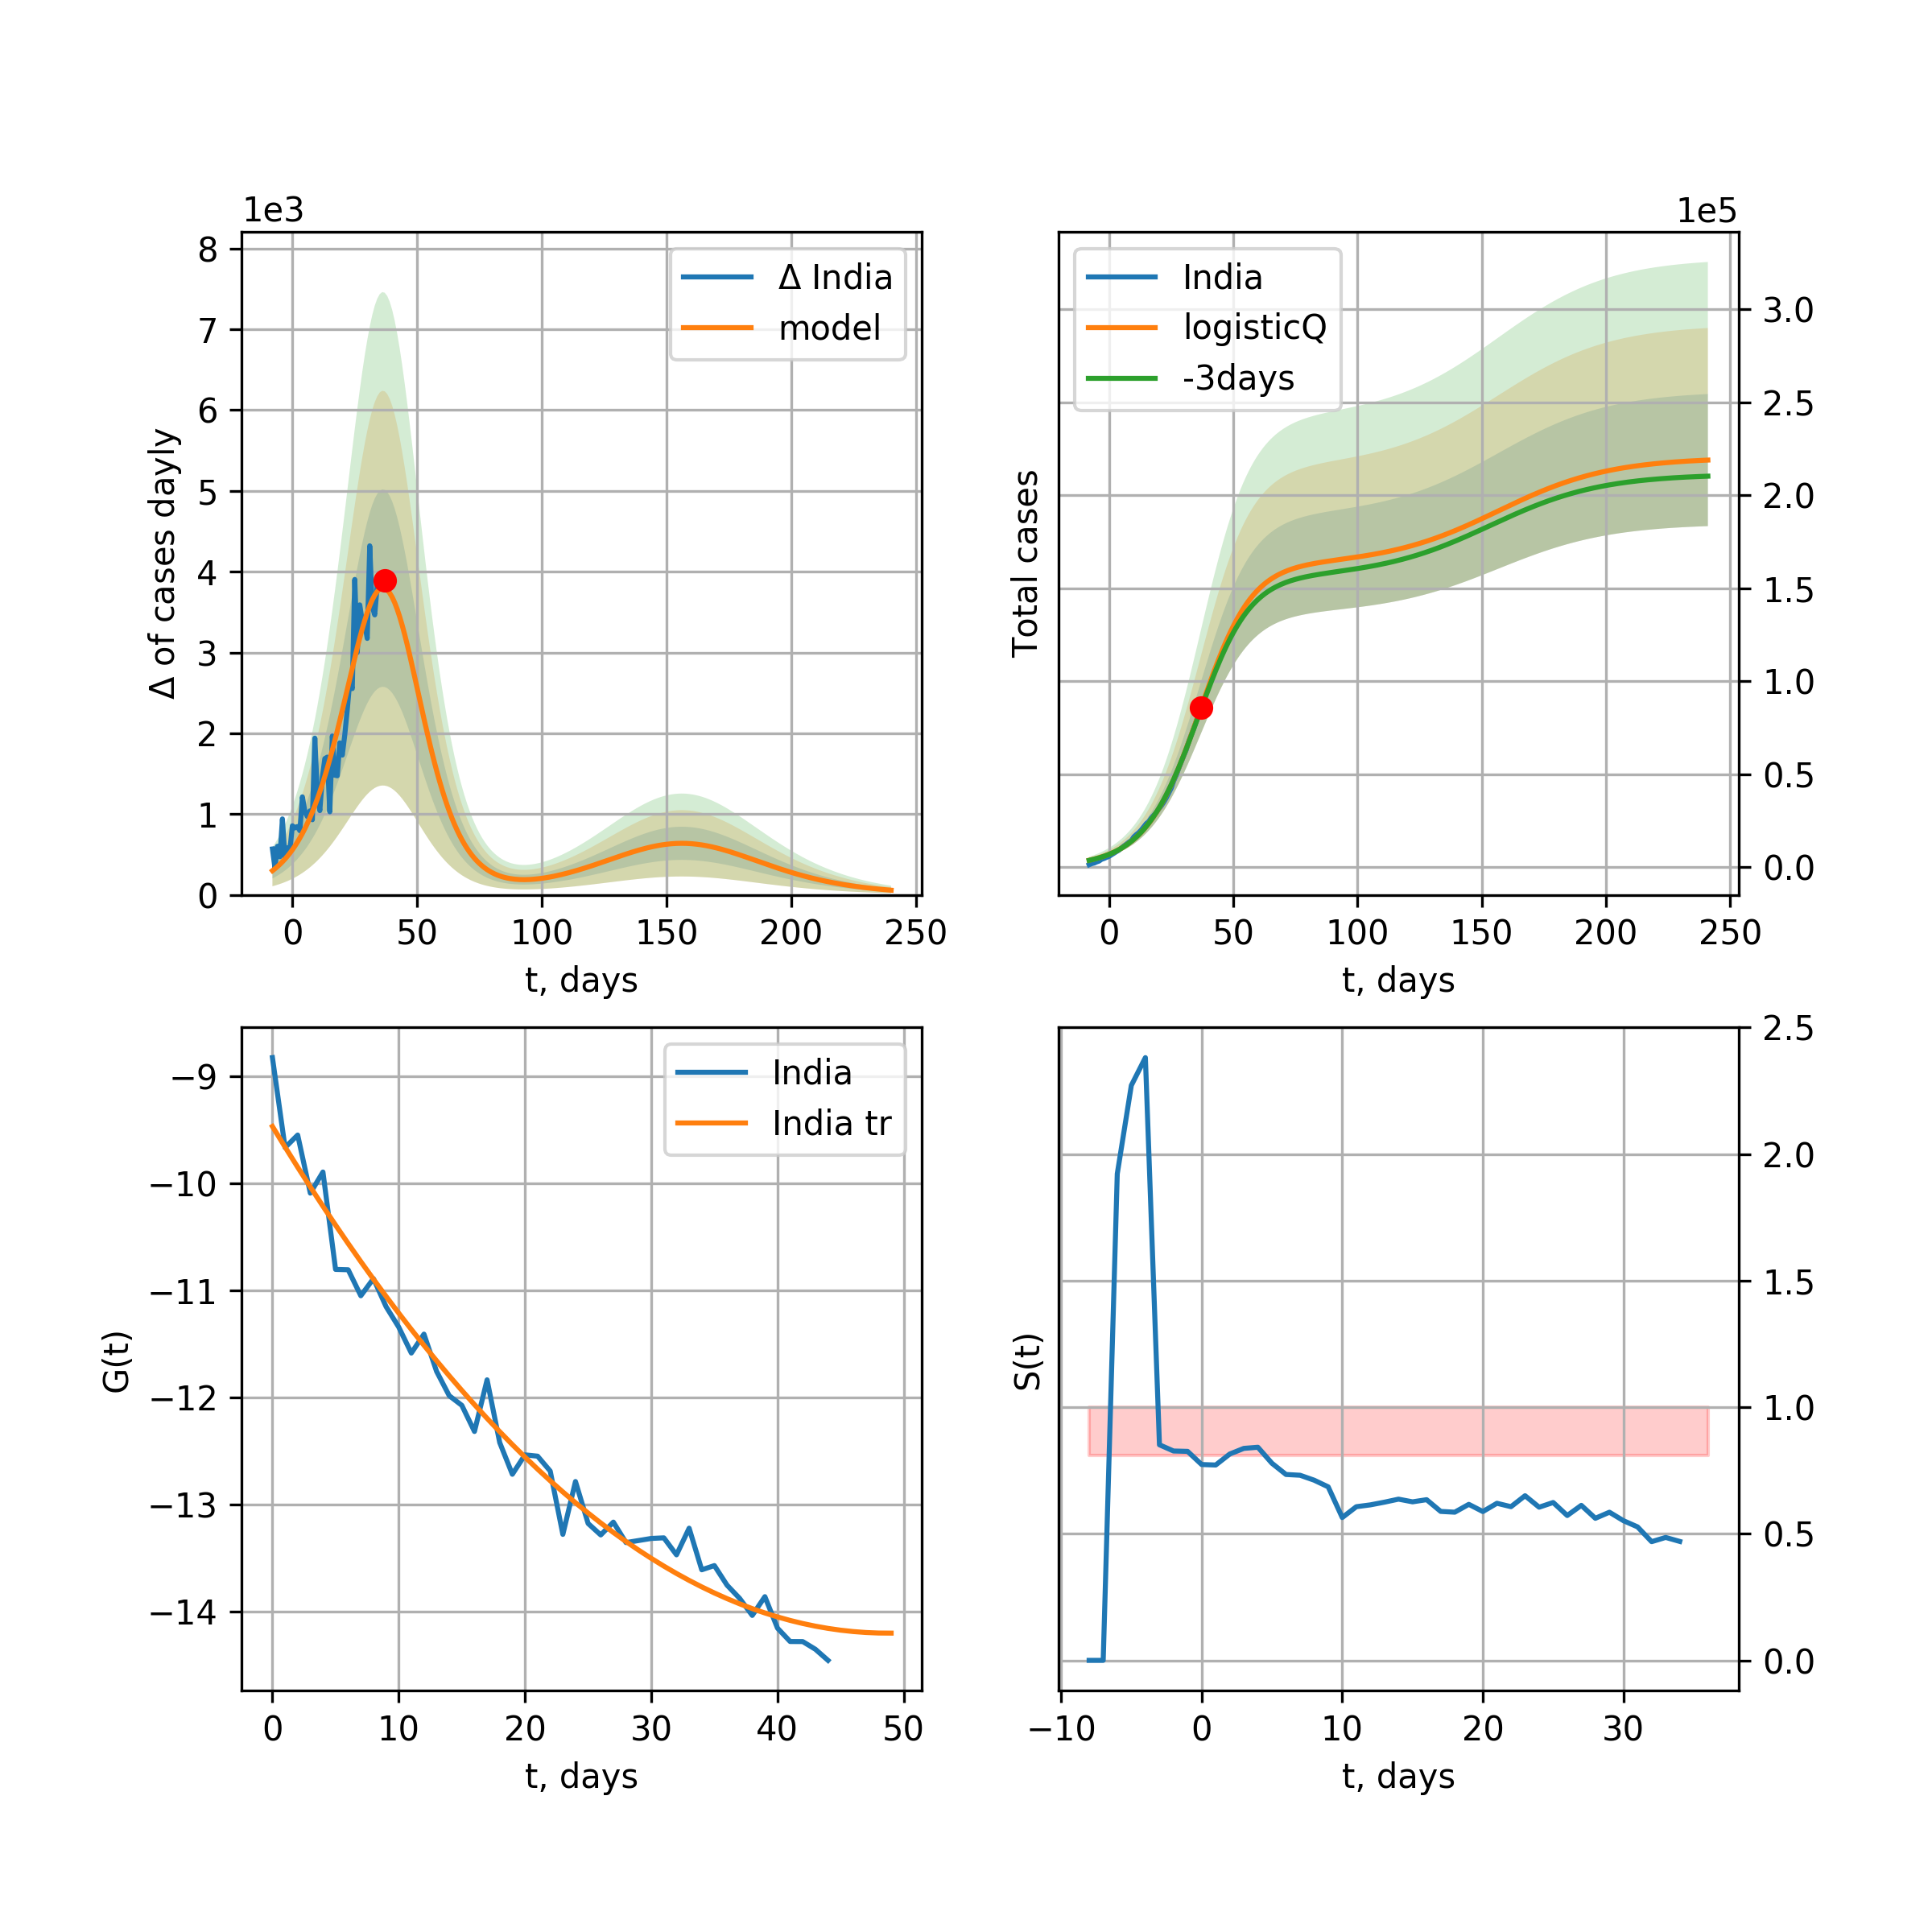 1e3
8
7
6
5
4
3
2
1
0
Δ of cases dayly
Δ India
model
0 50 100 150 200 250
t, days
1e5
India
logisticQ
-3days
Total cases
3.0
2.5
2.0
1.5
1.0
0.5
0.0
0 50 100 150 200 250
t, days
−9
−10
−11
−12
−13
−14
G(t)
India
India tr
0 10 20 30 40 50
t, days
S(t)
2.5
2.0
1.5
1.0
0.5
0.0
−10 0 10 20 30
t, days